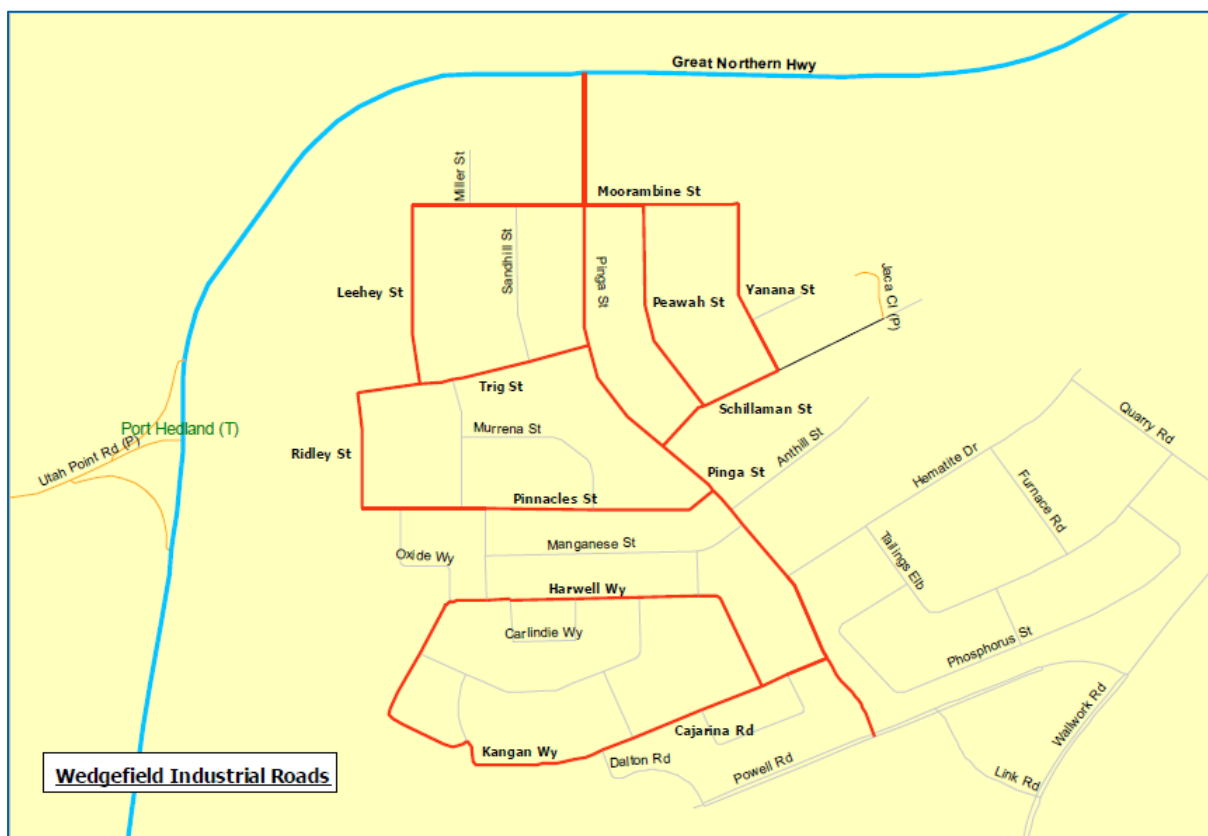 Great Northern Hwy
Miller St
Moorambine St
Sandhill St
Pinga St
Jaca Cl (P)
Leehey St
Peawah St
Yanana St
Trig St
Schillaman St
Port Hedland (T)
Utah Point Rd (P)
Murrena St
Ridley St
Pinga St
Anthill St
Hematite Dr
Quarry Rd
Furnace Rd
Pinnacles St
Manganese St
Oxide Wy
Tailings Elb
Harwell Wy
Carlindie Wy
Phosphorus St
Wallwork Rd
Cajarina Rd
Kangan Wy
Dalton Rd
Powell Rd
Link Rd
Wedgefield Industrial Roads